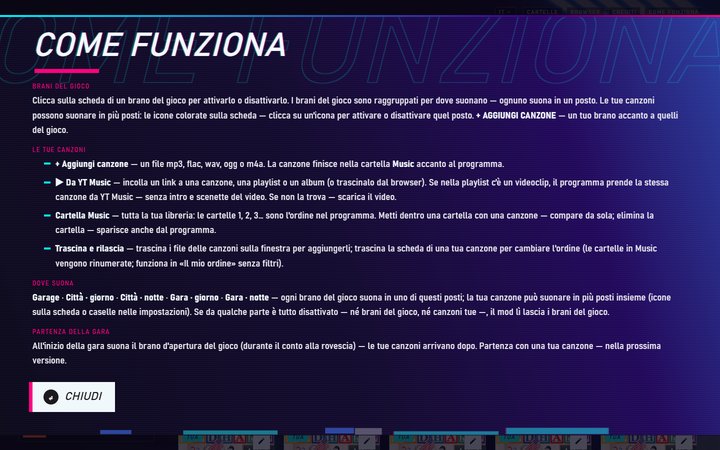 IT CARTELLE BROWSER CREDITI COME FUNZIONA
COME FUNZIONA
BRANI DEL GIOCO
Clicca sulla scheda di un brano del gioco per attivarlo o disattivarlo. I brani del gioco sono raggruppati per dove suonano — ognuno suona in un posto. Le tue canzoni
possono suonare in più posti: le icone colorate sulla scheda — clicca su un'icona per attivare o disattivare quel posto. + AGGIUNGI CANZONE — un tuo brano accanto a quelli
del gioco.
LE TUE CANZONI
+ Aggiungi canzone — un file mp3, flac, wav, ogg o m4a. La canzone finisce nella cartella Music accanto al programma.
▶ Da YT Music — incolla un link a una canzone, una playlist o un album (o trascinalo dal browser). Se nella playlist c'è un videoclip, il programma prende la stessa
canzone da YT Music — senza intro e scenette del video. Se non la trova — scarica il video.
Cartella Music — tutta la tua libreria: le cartelle 1, 2, 3… sono l'ordine nel programma. Metti dentro una cartella con una canzone — compare da sola; elimina la
cartella — sparisce anche dal programma.
Trascina e rilascia — trascina i file delle canzoni sulla finestra per aggiungerli; trascina la scheda di una tua canzone per cambiare l'ordine (le cartelle in Music
vengono rinumerate; funziona in «Il mio ordine» senza filtri).
DOVE SUONA
Garage · Città · giorno · Città · notte · Gara · giorno · Gara · notte — ogni brano del gioco suona in uno di questi posti; la tua canzone può suonare in più posti insieme (icone
sulla scheda o caselle nelle impostazioni). Se da qualche parte è tutto disattivato — né brani del gioco, né canzoni tue —, il mod lì lascia i brani del gioco.
PARTENZA DELLA GARA
All'inizio della gara suona il brano d'apertura del gioco (durante il conto alla rovescia) — le tue canzoni arrivano dopo. Partenza con una tua canzone — nella prossima
versione.
CHIUDI